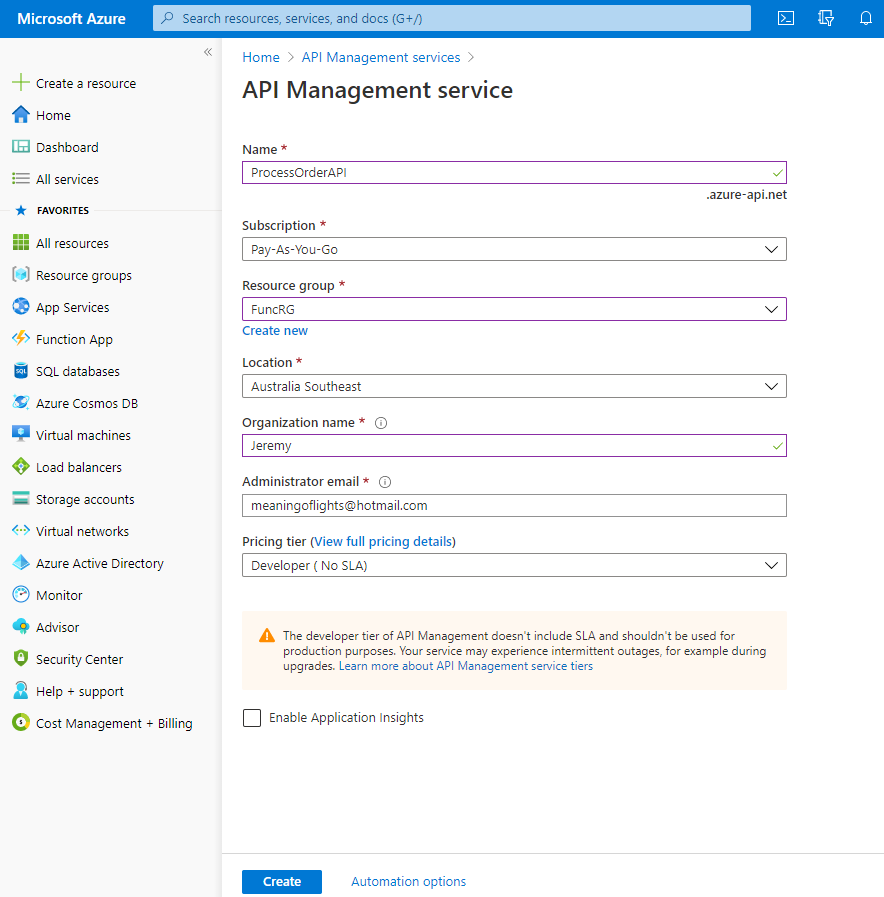 Microsoft Azure
Search resources, services, and docs (G+/)
«
Create a resource
Home
Dashboard
All services
FAVORITES
All resources
Resource groups
App Services
Function App
SQL databases
Azure Cosmos DB
Virtual machines
Load balancers
Storage accounts
Virtual networks
Azure Active Directory
Monitor
Advisor
Security Center
Help + support
Cost Management + Billing
Home > API Management services >
API Management service
Name *
ProcessOrderAPI
.azure-api.net
Subscription *
Pay-As-You-Go
Resource group *
FuncRG
Create new
Location *
Australia Southeast
Organization name *
Jeremy
Administrator email *
meaningoflights@hotmail.com
Pricing tier (View full pricing details)
Developer ( No SLA)
The developer tier of API Management doesn't include SLA and shouldn't be used for
production purposes. Your service may experience intermittent outages, for example during
upgrades. Learn more about API Management service tiers
Enable Application Insights
Create
Automation options